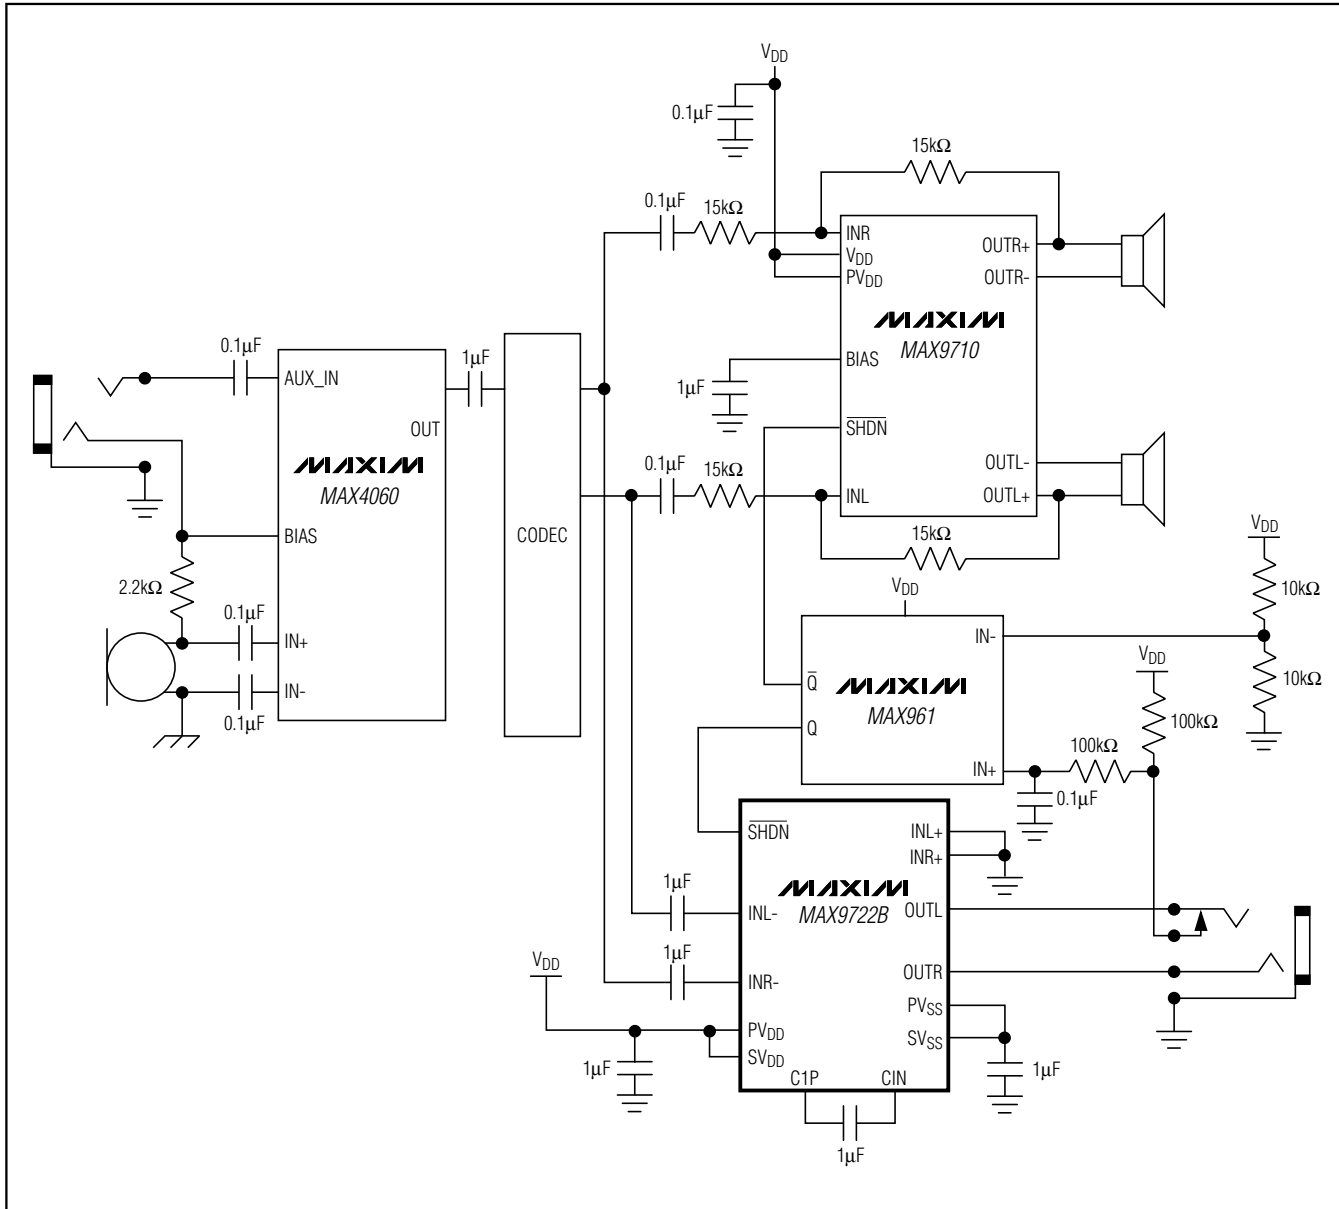 V_DD
0.1µF
15kΩ
0.1µF
15kΩ
INR
V_DD
PV_DD
OUTR+
OUTR-
MAXIM
MAX9710
BIAS
1µF
S̅H̅D̅N̅
OUTL-
OUTL+
INL
0.1µF
15kΩ
15kΩ
0.1µF
AUX_IN
1µF
OUT
MAXIM
MAX4060
BIAS
2.2kΩ
0.1µF
IN+
IN-
0.1µF
CODEC
V_DD
10kΩ
10kΩ
V_DD
IN-
Q̅
MAXIM
MAX961
Q
IN+
V_DD
100kΩ
100kΩ
0.1µF
S̅H̅D̅N̅
INL+
INR+
MAXIM
MAX9722B
1µF
INL-
OUTL
1µF
INR-
OUTR
V_DD
PV_DD
SV_DD
1µF
PV_SS
SV_SS
1µF
C1P
CIN
1µF